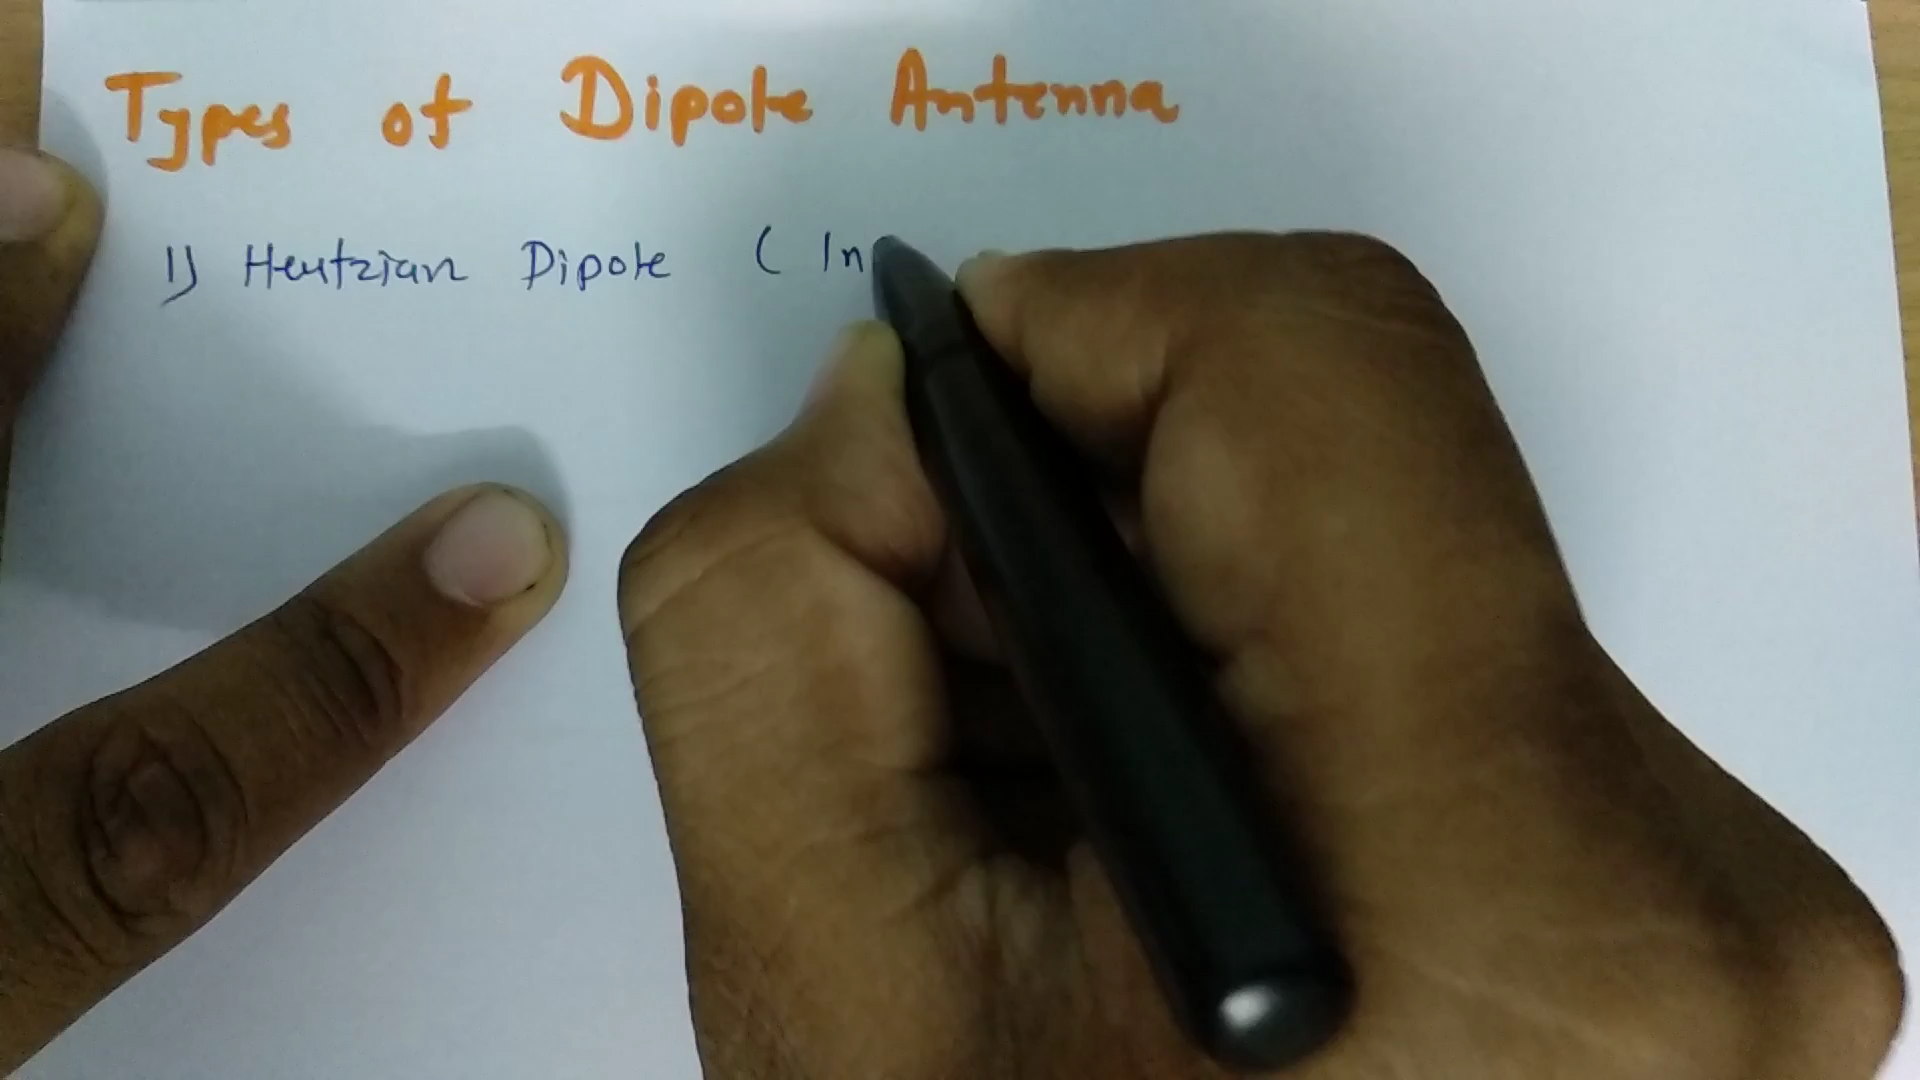 Types of Dipole Antenna
1) Hertzian Dipole ( In